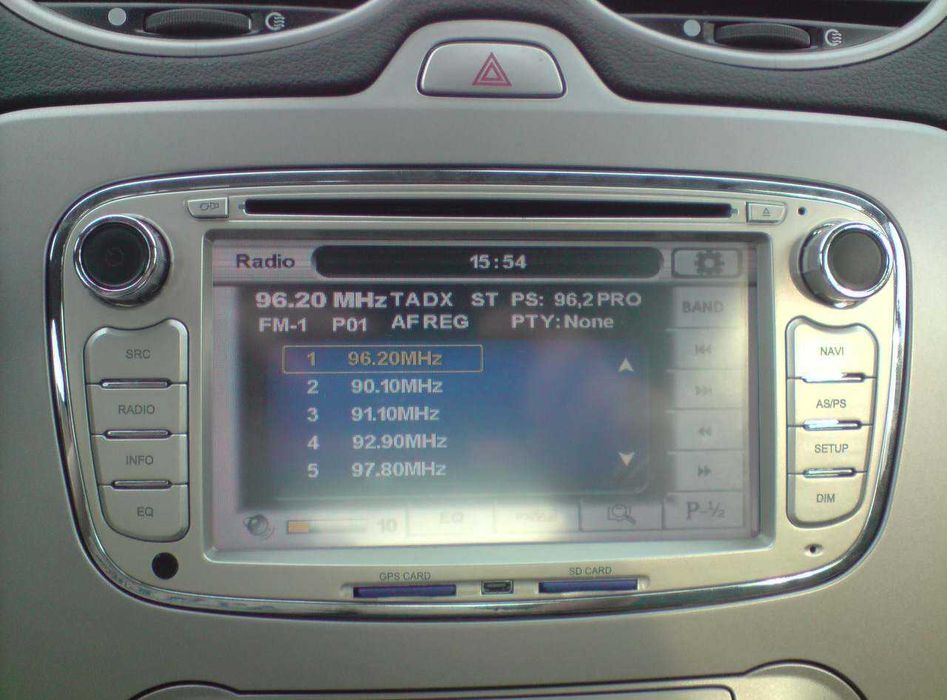 Radio 15:54
96.20 MHz TADX ST PS: 96,2PRO
FM-1 P01 AF REG PTY:None
BAND
1 96.20MHz
2 90.10MHz
3 91.10MHz
4 92.90MHz
5 97.80MHz
10 EQ P-½
SRC
RADIO
INFO
EQ
NAVI
AS/PS
SETUP
DIM
GPS CARD SD CARD